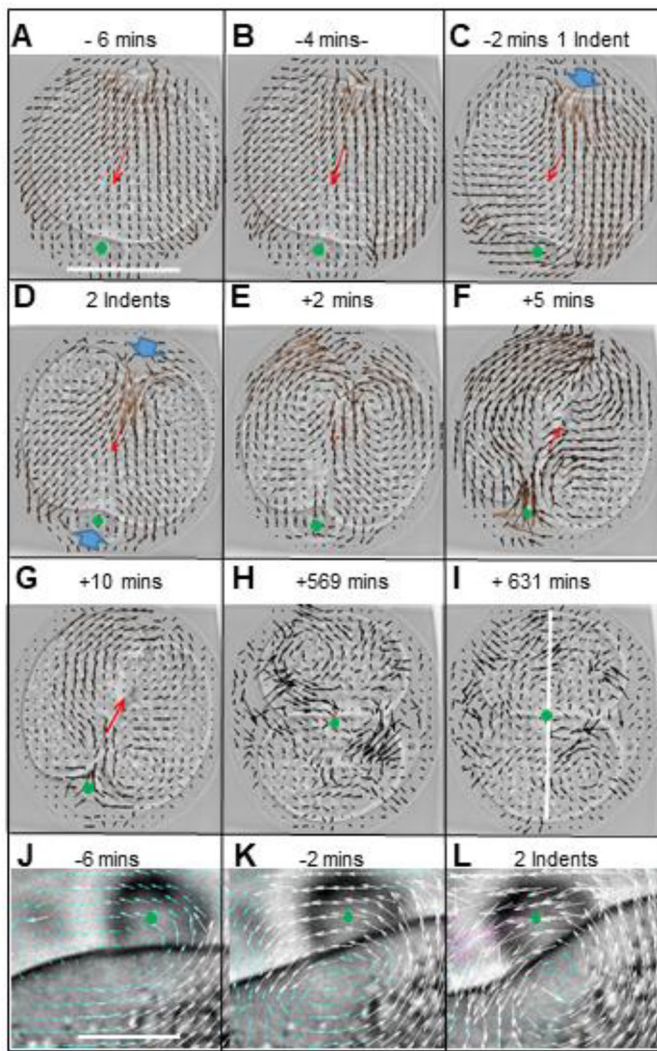 A - 6 mins
B -4 mins-
C -2 mins 1 Indent
D 2 Indents
E +2 mins
F +5 mins
G +10 mins
H +569 mins
I + 631 mins
J -6 mins
K -2 mins
L 2 Indents